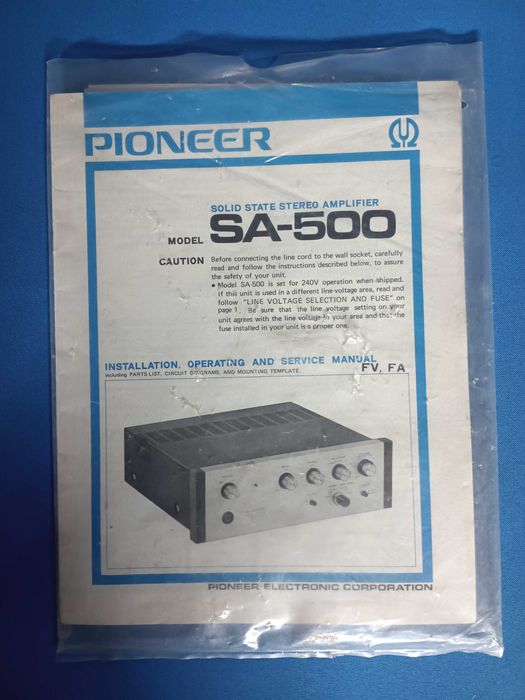 PIONEER
SOLID STATE STEREO AMPLIFIER
MODEL SA-500
CAUTION Before connecting the line cord to the wall socket, carefully
read and follow the instructions described below, to assure
the safety of your unit.
• Model SA-500 is set for 240V operation when shipped.
If this unit is used in a different line voltage area, read and
follow "LINE VOLTAGE SELECTION AND FUSE" on
page 1. Be sure that the line voltage setting on your
unit agrees with the line voltage in your area and that the
fuse installed in your unit is a proper one.
INSTALLATION, OPERATING AND SERVICE MANUAL
including PARTS LIST, CIRCUIT DIAGRAMS, AND MOUNTING TEMPLATE.
FV, FA
PIONEER ELECTRONIC CORPORATION